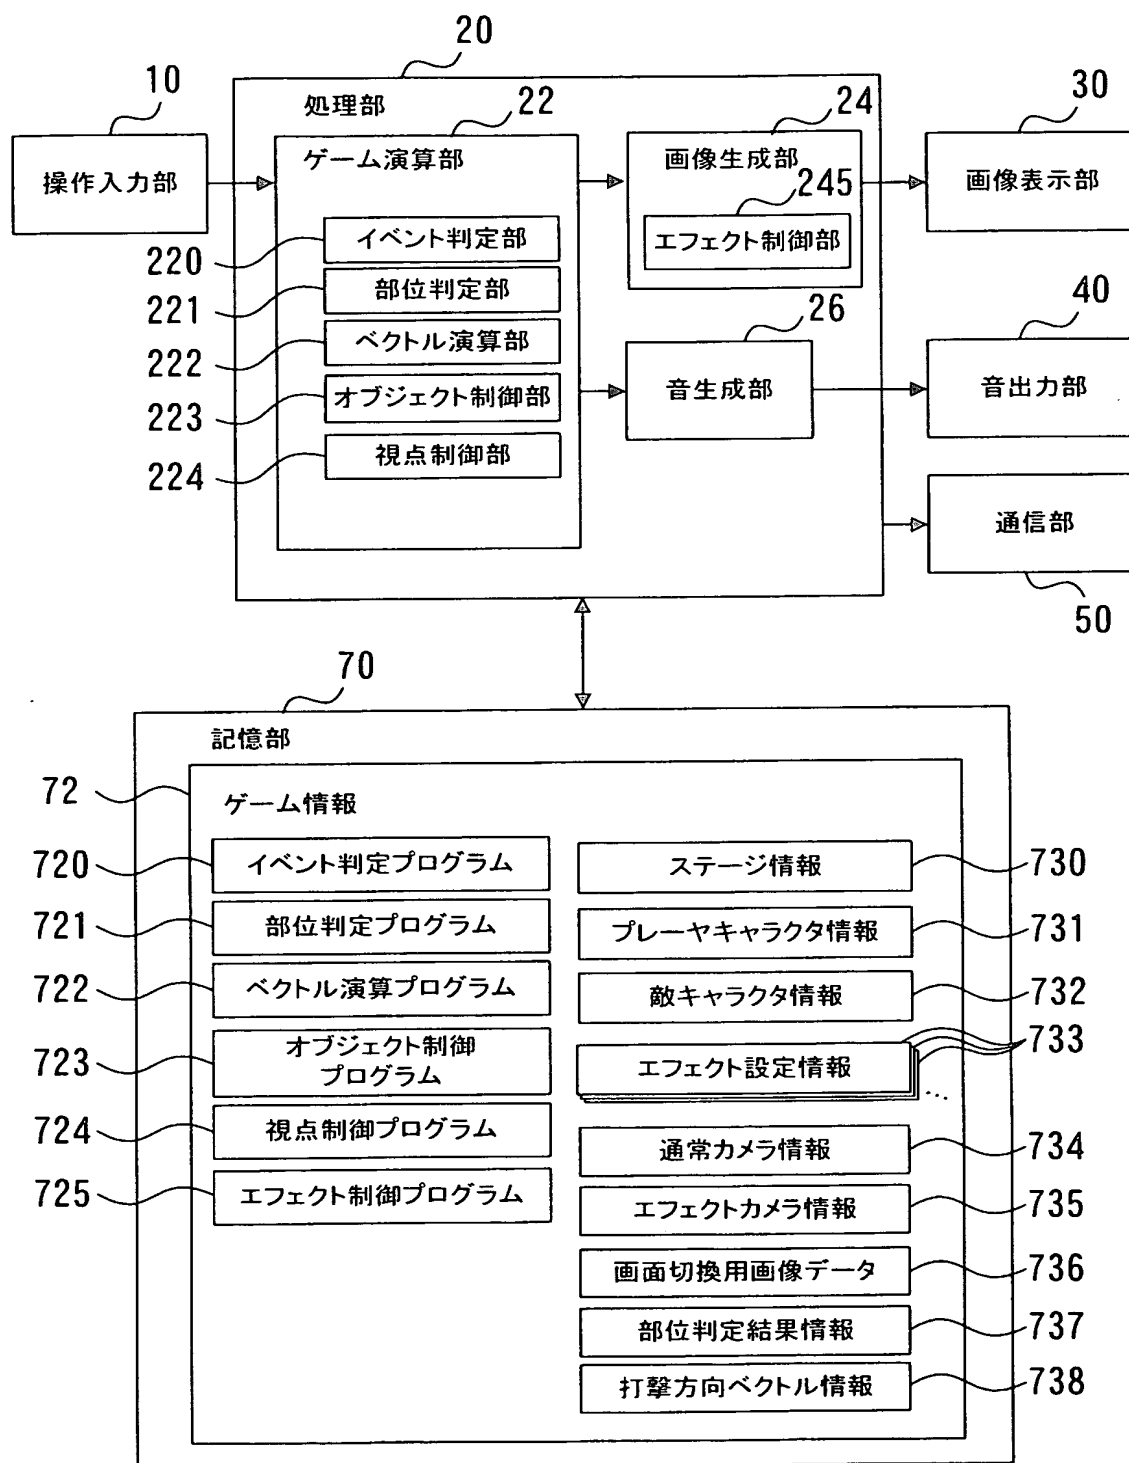 20
10
処理部
22
24
30
操作入力部
ゲーム演算部
画像生成部
画像表示部
245
エフェクト制御部
イベント判定部
220
部位判定部
221
ベクトル演算部
222
オブジェクト制御部
223
視点制御部
224
26
音生成部
40
音出力部
通信部
50
70
記憶部
72
ゲーム情報
720
イベント判定プログラム
721
部位判定プログラム
722
ベクトル演算プログラム
723
オブジェクト制御
プログラム
724
視点制御プログラム
725
エフェクト制御プログラム
ステージ情報
730
プレーヤキャラクタ情報
731
敵キャラクタ情報
732
エフェクト設定情報
733
…
通常カメラ情報
734
エフェクトカメラ情報
735
画面切換用画像データ
736
部位判定結果情報
737
打撃方向ベクトル情報
738